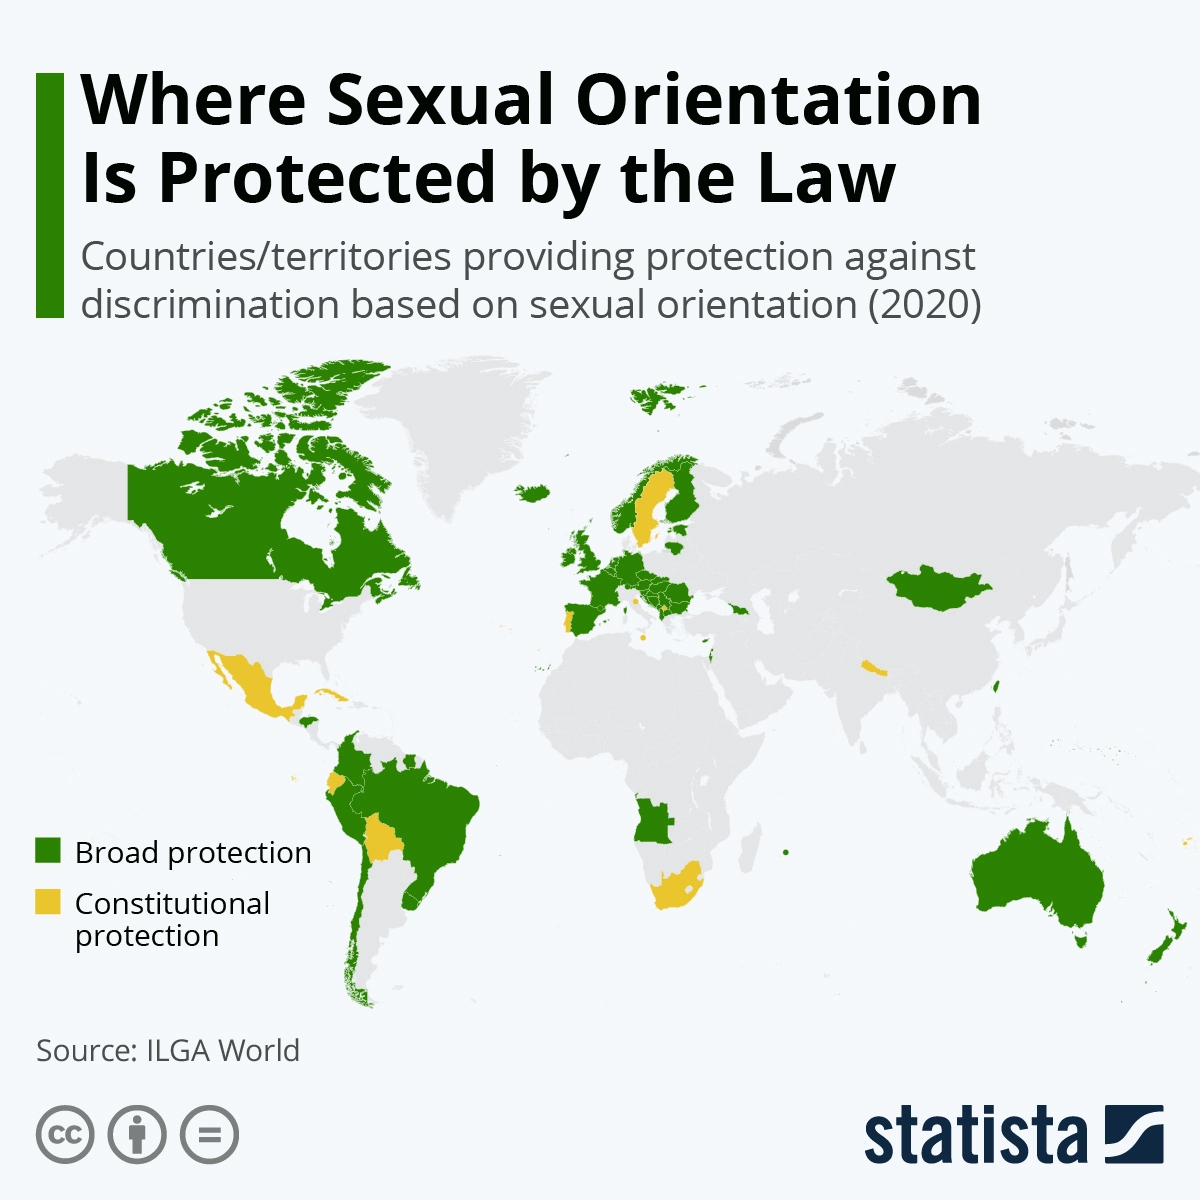 Where Sexual Orientation
Is Protected by the Law
Countries/territories providing protection against
discrimination based on sexual orientation (2020)
Broad protection
Constitutional
protection
Source: ILGA World
cc
=
statista